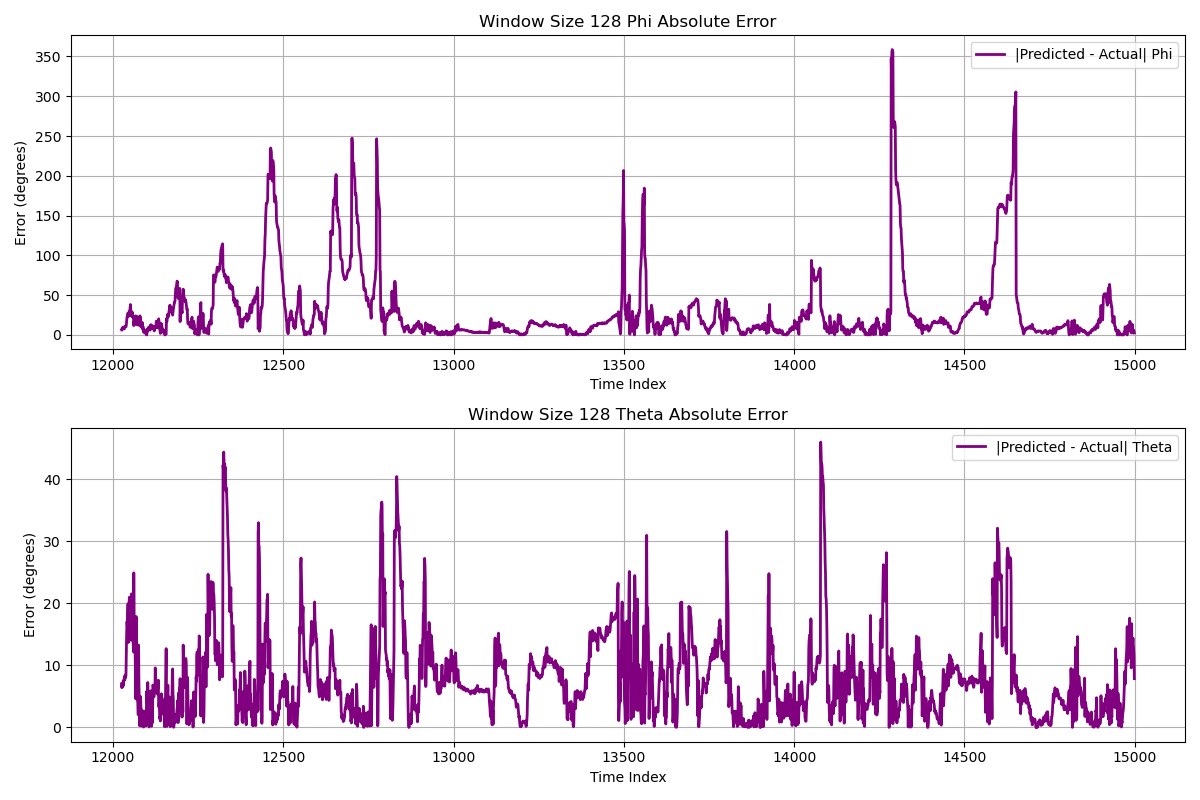 Window Size 128 Phi Absolute Error
|Predicted - Actual| Phi
Error (degrees)
350
300
250
200
150
100
50
0
12000 12500 13000 13500 14000 14500 15000
Time Index
Window Size 128 Theta Absolute Error
|Predicted - Actual| Theta
Error (degrees)
40
30
20
10
0
12000 12500 13000 13500 14000 14500 15000
Time Index